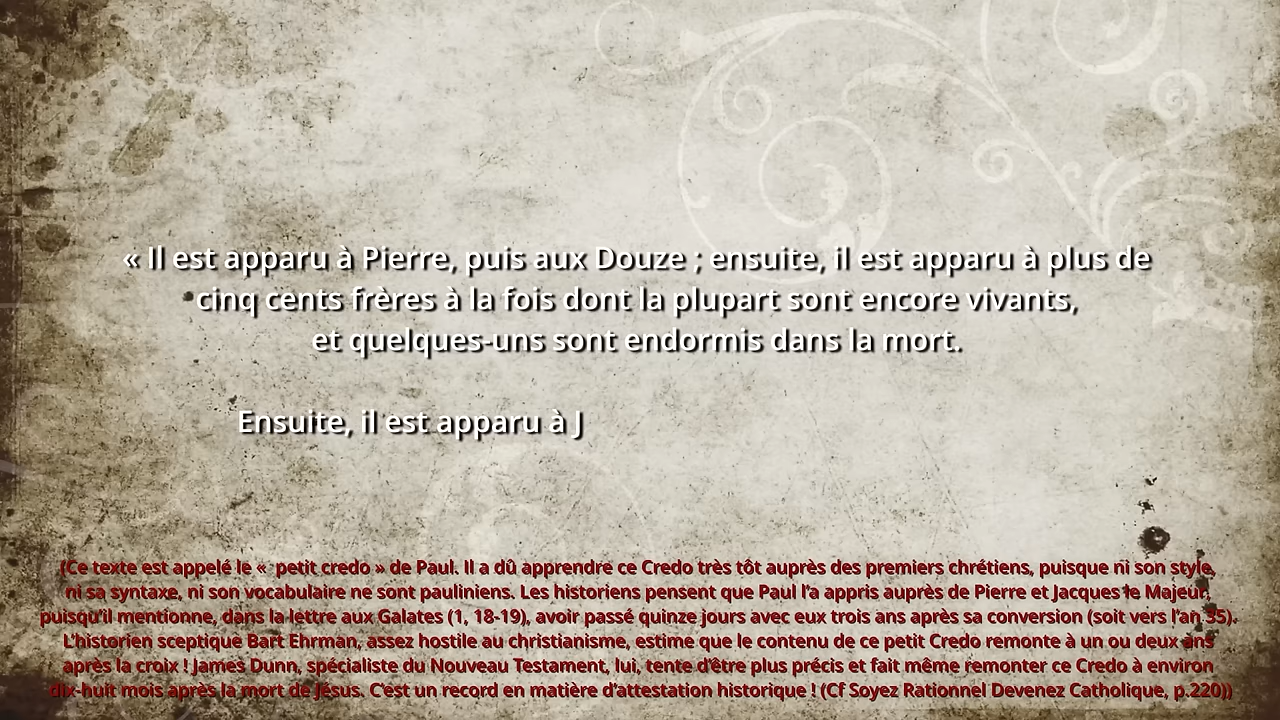 « Il est apparu à Pierre, puis aux Douze ; ensuite, il est apparu à plus de
cinq cents frères à la fois dont la plupart sont encore vivants,
et quelques-uns sont endormis dans la mort.
Ensuite, il est apparu à J
(Ce texte est appelé le « petit credo » de Paul. Il a dû apprendre ce Credo très tôt auprès des premiers chrétiens, puisque ni son style,
ni sa syntaxe, ni son vocabulaire ne sont pauliniens. Les historiens pensent que Paul l'a appris auprès de Pierre et Jacques le Majeur,
puisqu'il mentionne, dans la lettre aux Galates (1, 18-19), avoir passé quinze jours avec eux trois ans après sa conversion (soit vers l'an 35).
L'historien sceptique Bart Ehrman, assez hostile au christianisme, estime que le contenu de ce petit Credo remonte à un ou deux ans
après la croix ! James Dunn, spécialiste du Nouveau Testament, lui, tente d'être plus précis et fait même remonter ce Credo à environ
dix-huit mois après la mort de Jésus. C'est un record en matière d'attestation historique ! (Cf Soyez Rationnel Devenez Catholique, p.220))